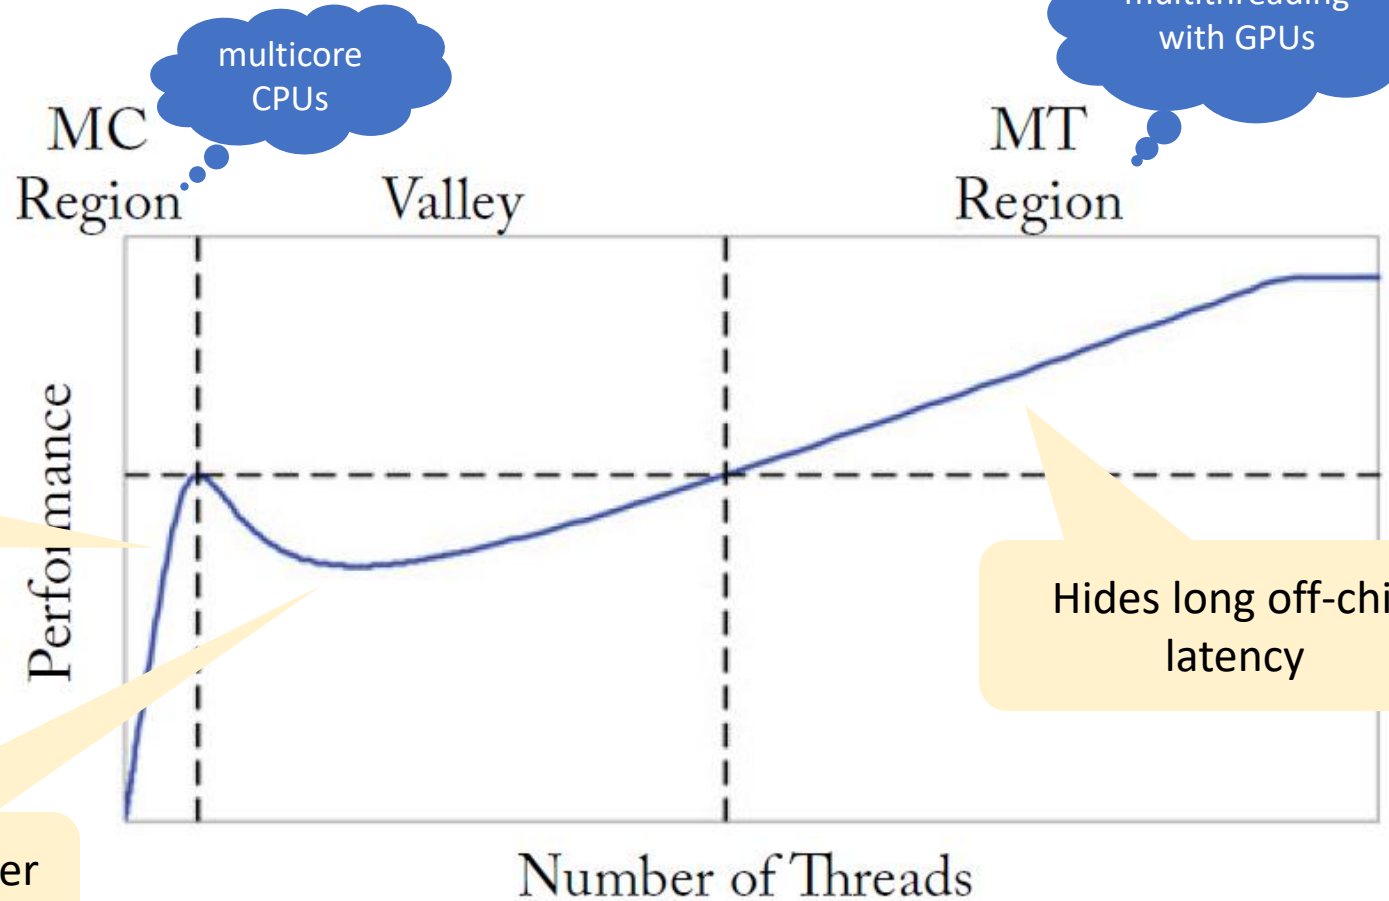 multicore
CPUs
multithreading
with GPUs
MC
Region
Valley
MT
Region
Performance
Hides long off-chi
latency
er
Number of Threads